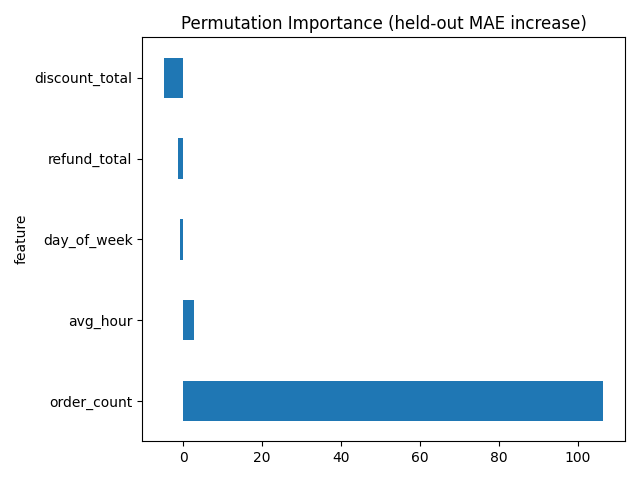 Permutation Importance (held-out MAE increase)
discount_total
refund_total
day_of_week
avg_hour
order_count
feature
0 20 40 60 80 100